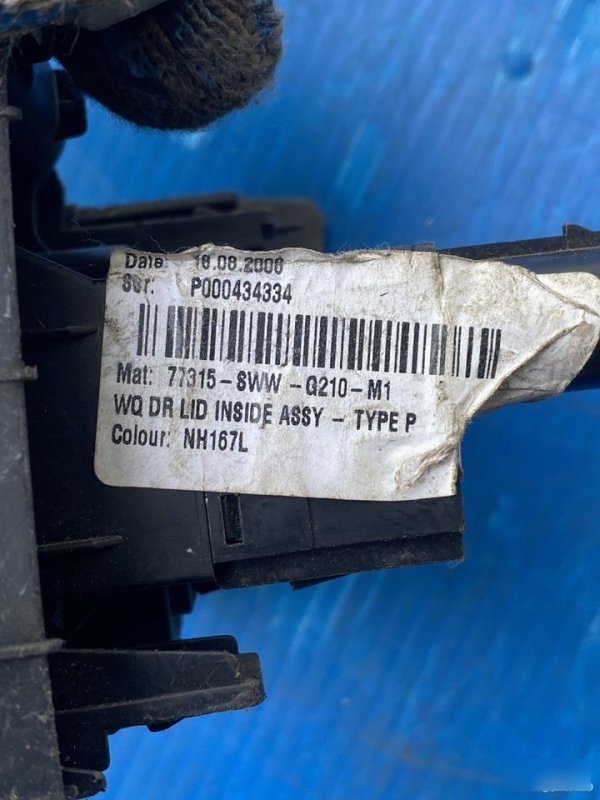 Date: 18.08.2006
Ser: P000434334
Mat: 77315-SWW -G210-M1
WQ DR LID INSIDE ASSY - TYPE P
Colour: NH167L